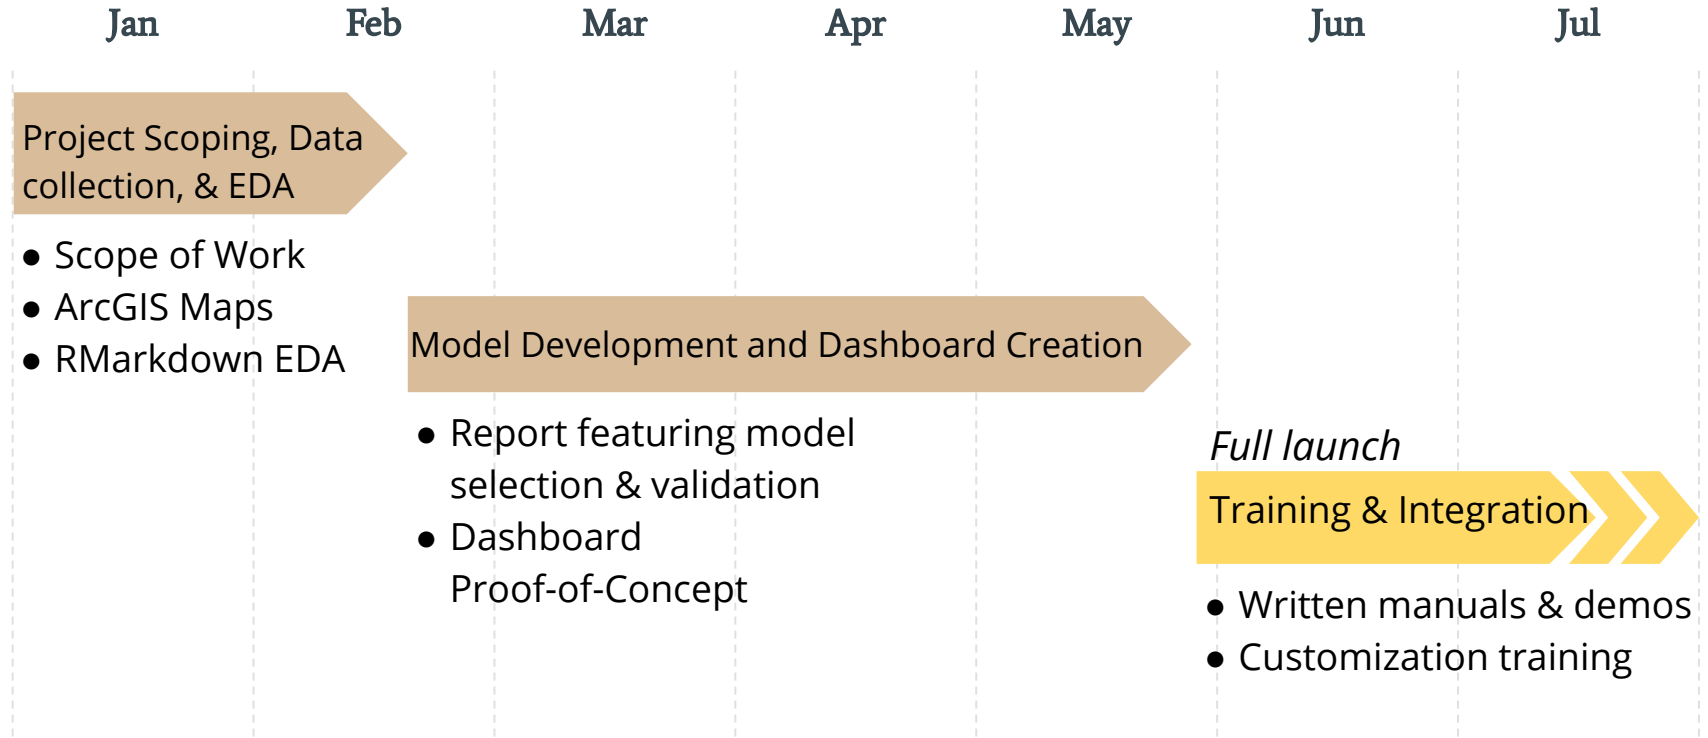 Jan Feb Mar Apr May Jun Jul
Project Scoping, Data
collection, & EDA
● Scope of Work
● ArcGIS Maps
● RMarkdown EDA
Model Development and Dashboard Creation
● Report featuring model
selection & validation
● Dashboard
Proof-of-Concept
Full launch
Training & Integration
● Written manuals & demos
● Customization training